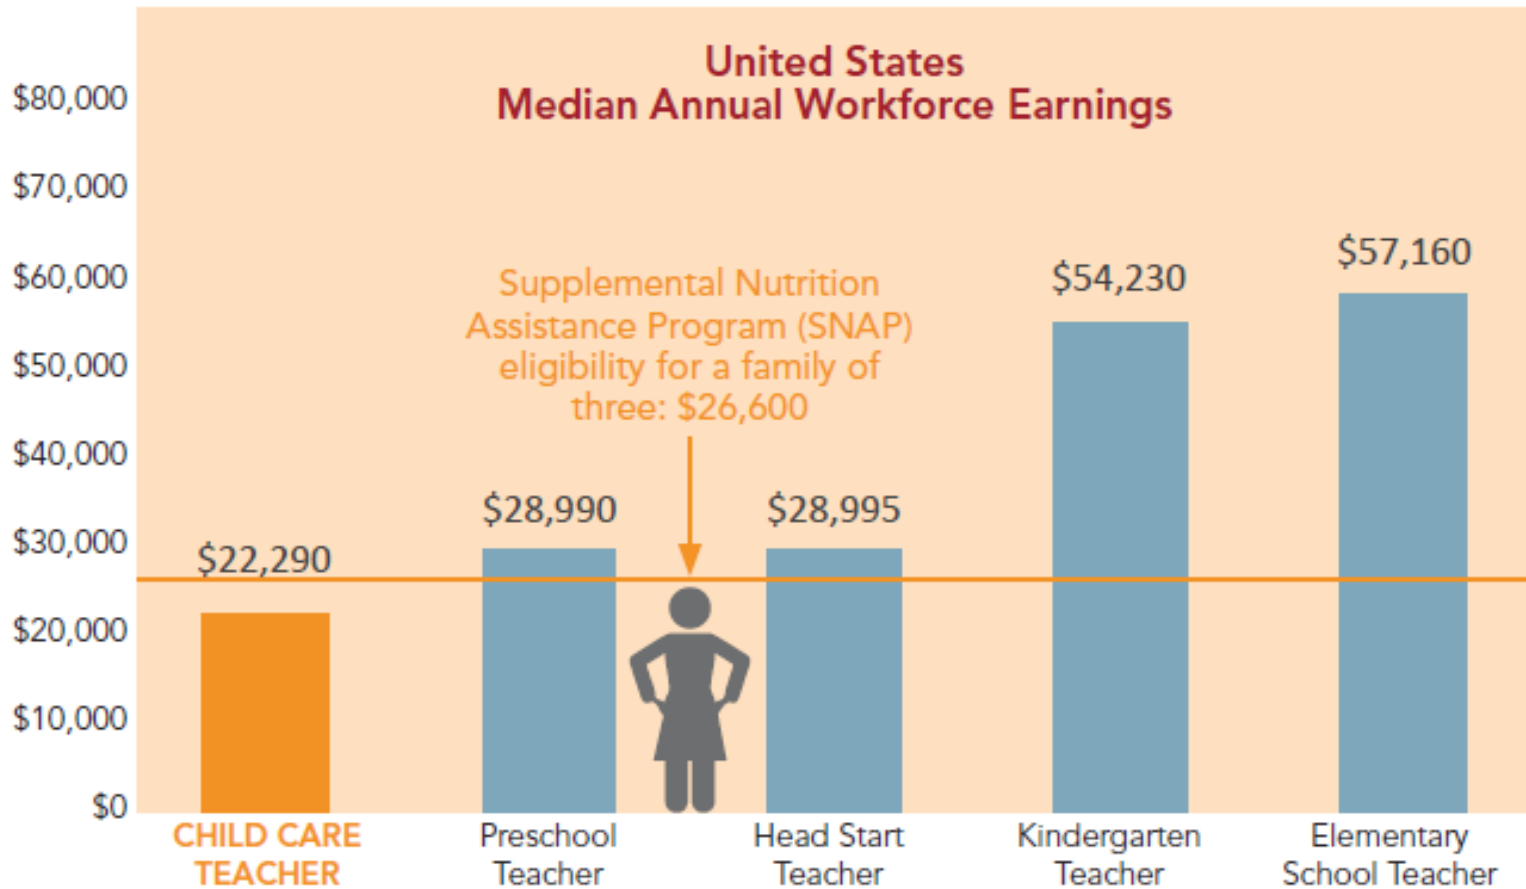 United States
Median Annual Workforce Earnings
$80,000
$70,000
$60,000
$50,000
$40,000
$30,000
$20,000
$10,000
$0
Supplemental Nutrition
Assistance Program (SNAP)
eligibility for a family of
three: $26,600
$22,290
$28,990
$28,995
$54,230
$57,160
CHILD CARE
TEACHER
Preschool
Teacher
Head Start
Teacher
Kindergarten
Teacher
Elementary
School Teacher